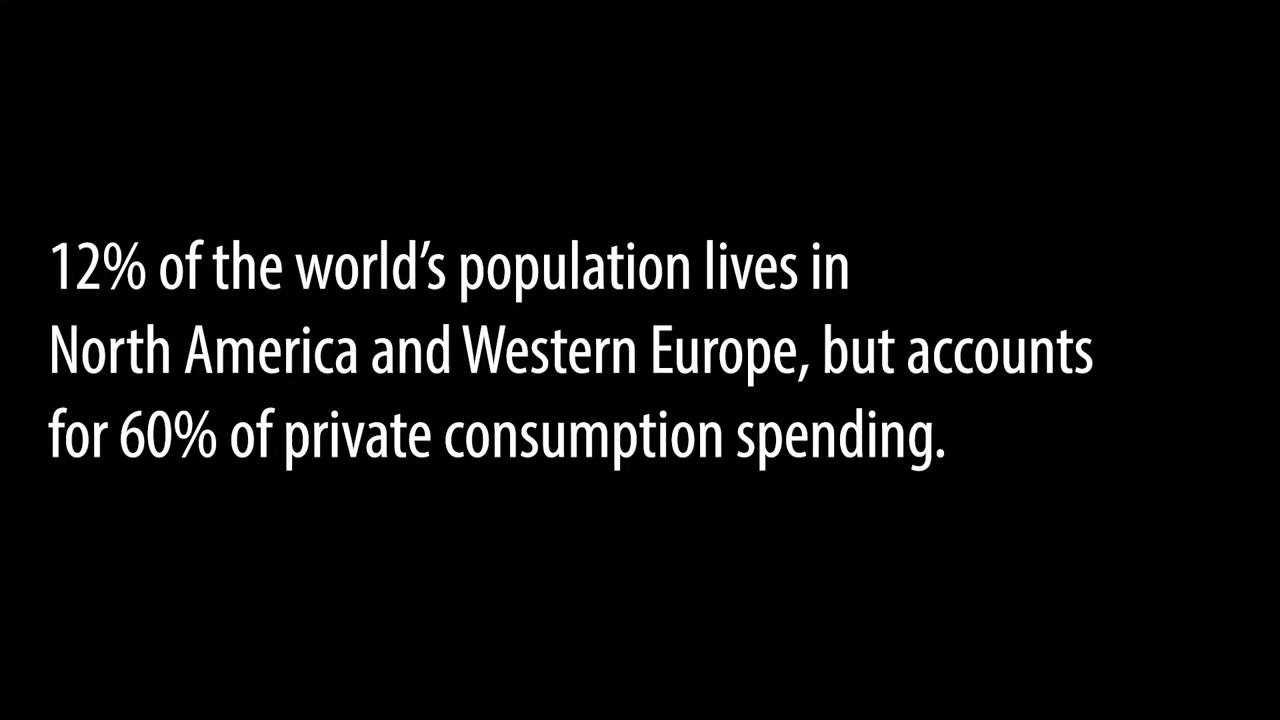 12% of the world’s population lives in
North America and Western Europe, but accounts
for 60% of private consumption spending.